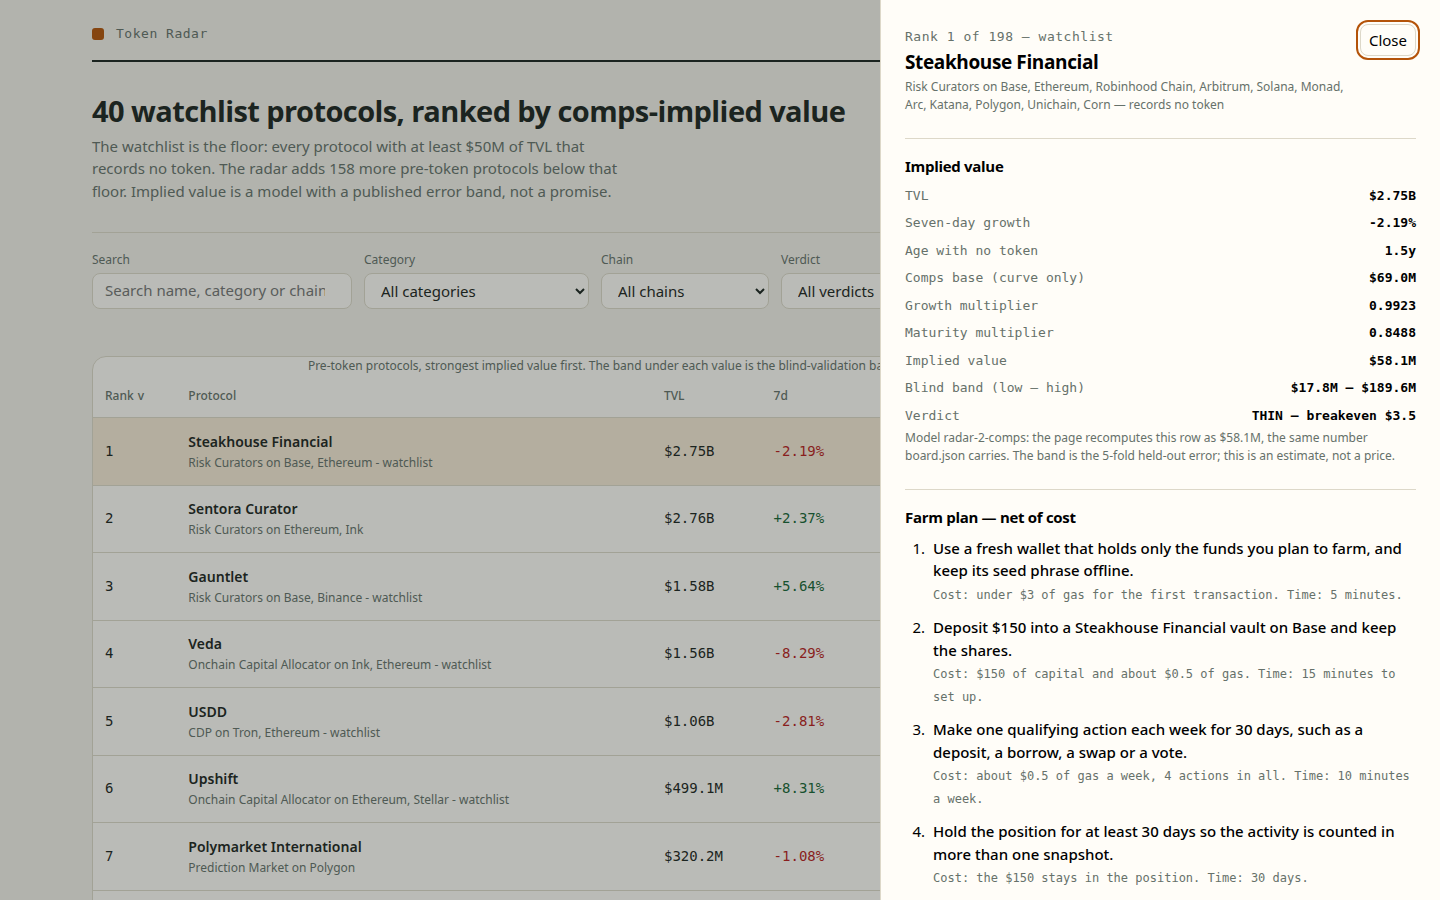 Token Radar
40 watchlist protocols, ranked by comps-implied value
The watchlist is the floor: every protocol with at least $50M of TVL that
records no token. The radar adds 158 more pre-token protocols below that
floor. Implied value is a model with a published error band, not a promise.
Search
Category
Chain
Verdict
Search name, category or chain
All categories
All chains
All verdicts
Pre-token protocols, strongest implied value first. The band under each value is the blind-validation ba
Rank v
Protocol
TVL
7d
1
Steakhouse Financial
Risk Curators on Base, Ethereum - watchlist
$2.75B
-2.19%
2
Sentora Curator
Risk Curators on Ethereum, Ink
$2.76B
+2.37%
3
Gauntlet
Risk Curators on Base, Binance - watchlist
$1.58B
+5.64%
4
Veda
Onchain Capital Allocator on Ink, Ethereum - watchlist
$1.56B
-8.29%
5
USDD
CDP on Tron, Ethereum - watchlist
$1.06B
-2.81%
6
Upshift
Onchain Capital Allocator on Ethereum, Stellar - watchlist
$499.1M
+8.31%
7
Polymarket International
Prediction Market on Polygon
$320.2M
-1.08%
Rank 1 of 198 — watchlist
Close
Steakhouse Financial
Risk Curators on Base, Ethereum, Robinhood Chain, Arbitrum, Solana, Monad,
Arc, Katana, Polygon, Unichain, Corn — records no token
Implied value
TVL $2.75B
Seven-day growth -2.19%
Age with no token 1.5y
Comps base (curve only) $69.0M
Growth multiplier 0.9923
Maturity multiplier 0.8488
Implied value $58.1M
Blind band (low — high) $17.8M — $189.6M
Verdict THIN — breakeven $3.5
Model radar-2-comps: the page recomputes this row as $58.1M, the same number
board.json carries. The band is the 5-fold held-out error; this is an estimate, not a price.
Farm plan — net of cost
1. Use a fresh wallet that holds only the funds you plan to farm, and
keep its seed phrase offline.
Cost: under $3 of gas for the first transaction. Time: 5 minutes.
2. Deposit $150 into a Steakhouse Financial vault on Base and keep
the shares.
Cost: $150 of capital and about $0.5 of gas. Time: 15 minutes to
set up.
3. Make one qualifying action each week for 30 days, such as a
deposit, a borrow, a swap or a vote.
Cost: about $0.5 of gas a week, 4 actions in all. Time: 10 minutes
a week.
4. Hold the position for at least 30 days so the activity is counted in
more than one snapshot.
Cost: the $150 stays in the position. Time: 30 days.